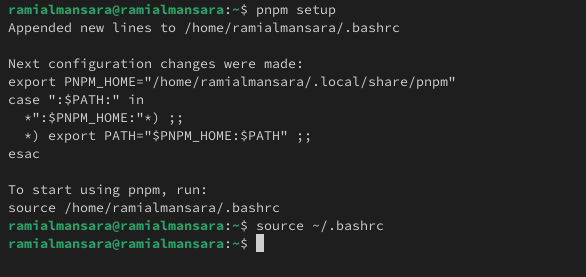 ramialmansara@ramialmansara:~$ pnpm setup
Appended new lines to /home/ramialmansara/.bashrc

Next configuration changes were made:
export PNPM_HOME="/home/ramialmansara/.local/share/pnpm"
case ":$PATH:" in
  *":$PNPM_HOME:"*) ;;
  *) export PATH="$PNPM_HOME:$PATH" ;;
esac

To start using pnpm, run:
source /home/ramialmansara/.bashrc
ramialmansara@ramialmansara:~$ source ~/.bashrc
ramialmansara@ramialmansara:~$